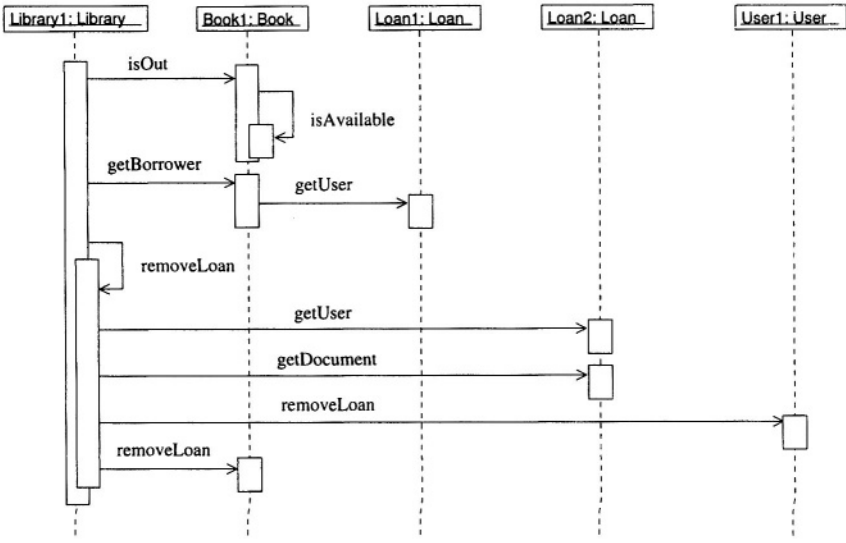 Library1: Library
Book1: Book
Loan1: Loan
Loan2: Loan
User1: User
isOut
isAvailable
getBorrower
getUser
removeLoan
getUser
getDocument
removeLoan
removeLoan